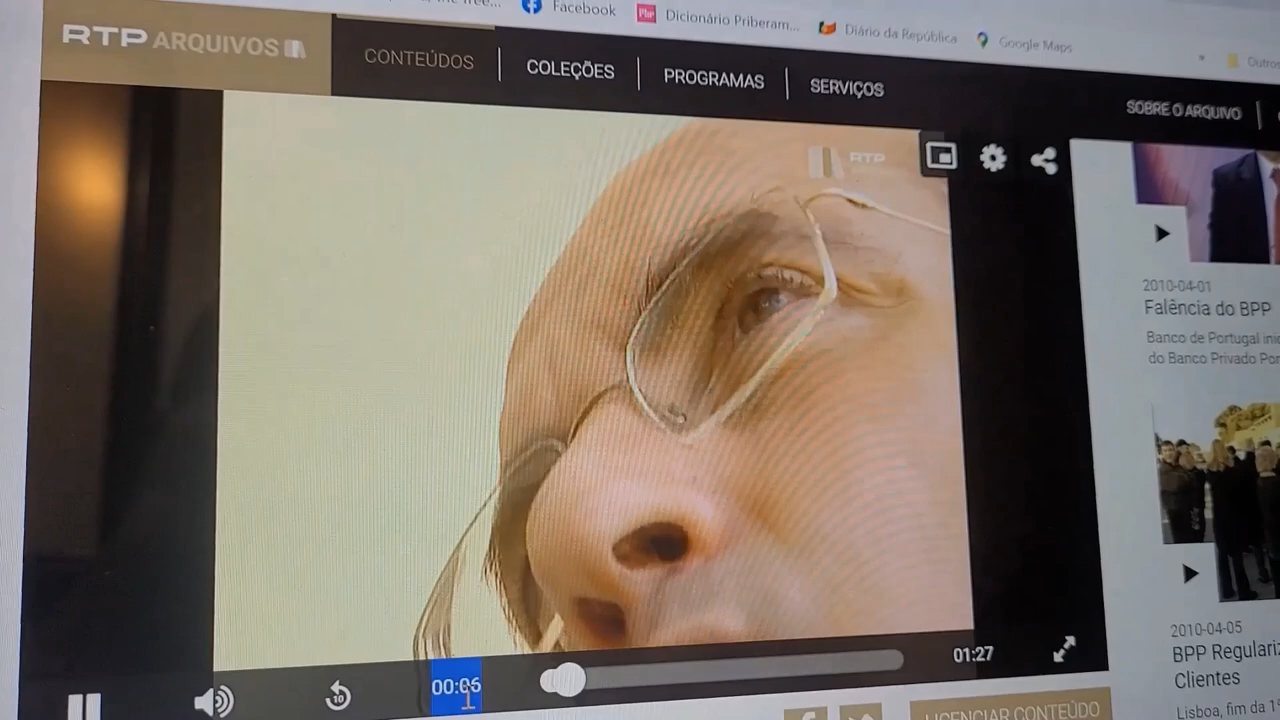 Facebook
Dicionário Priberam...
Diário da República
Google Maps
RTP ARQUIVOS
CONTEÚDOS
COLEÇÕES
PROGRAMAS
SERVIÇOS
SOBRE O ARQUIVO
RTP
2010-04-01
Falência do BPP
Banco de Portugal
do Banco Privado
10
00:06
01:27
2010-04-05
BPP
Clientes
Lisboa, fim da
LICENCIAR CONTEÚDO